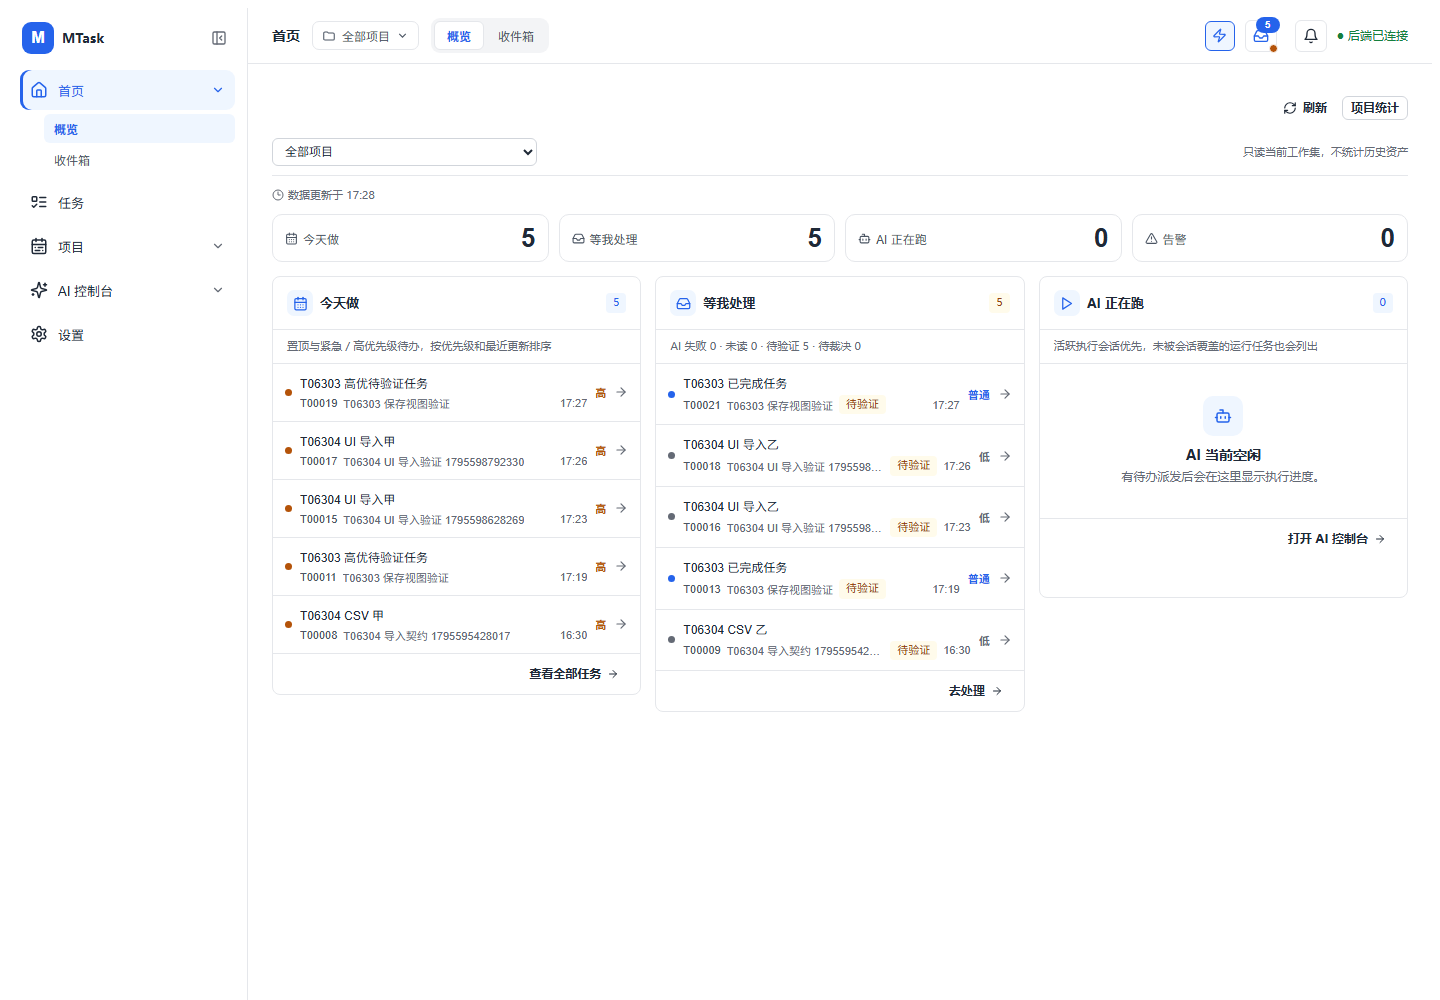 M MTask
首页
概览
收件箱
任务
项目
AI 控制台
设置
首页 全部项目 概览 收件箱 5 后端已连接
刷新 项目统计
全部项目 只读当前工作集，不统计历史资产
数据更新于 17:28
今天做 5
等我处理 5
AI 正在跑 0
告警 0
今天做 5
置顶与紧急 / 高优先级待办，按优先级和最近更新排序
T06303 高优待验证任务
T00019 T06303 保存视图验证 17:27 高
T06304 UI 导入甲
T00017 T06304 UI 导入验证 1795598792330 17:26 高
T06304 UI 导入甲
T00015 T06304 UI 导入验证 1795598628269 17:23 高
T06303 高优待验证任务
T00011 T06303 保存视图验证 17:19 高
T06304 CSV 甲
T00008 T06304 导入契约 1795595428017 16:30 高
查看全部任务
等我处理 5
AI 失败 0 · 未读 0 · 待验证 5 · 待裁决 0
T06303 已完成任务
T00021 T06303 保存视图验证 待验证 17:27 普通
T06304 UI 导入乙
T00018 T06304 UI 导入验证 1795598... 待验证 17:26 低
T06304 UI 导入乙
T00016 T06304 UI 导入验证 1795598... 待验证 17:23 低
T06303 已完成任务
T00013 T06303 保存视图验证 待验证 17:19 普通
T06304 CSV 乙
T00009 T06304 导入契约 179559542... 待验证 16:30 低
去处理
AI 正在跑 0
活跃执行会话优先，未被会话覆盖的运行任务也会列出
AI 当前空闲
有待办派发后会在这里显示执行进度。
打开 AI 控制台